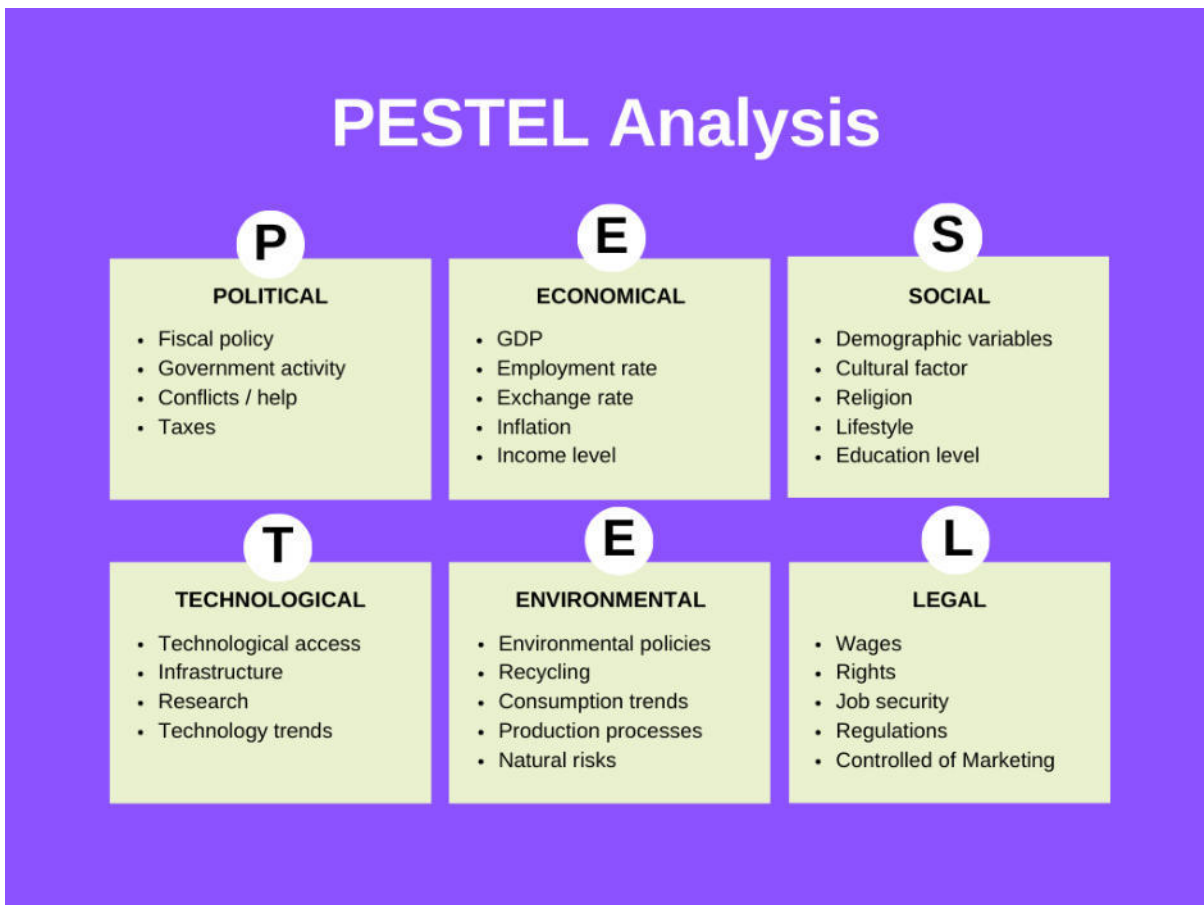 PESTEL Analysis
P
POLITICAL
• Fiscal policy
• Government activity
• Conflicts / help
• Taxes
E
ECONOMICAL
• GDP
• Employment rate
• Exchange rate
• Inflation
• Income level
S
SOCIAL
• Demographic variables
• Cultural factor
• Religion
• Lifestyle
• Education level
T
TECHNOLOGICAL
• Technological access
• Infrastructure
• Research
• Technology trends
E
ENVIRONMENTAL
• Environmental policies
• Recycling
• Consumption trends
• Production processes
• Natural risks
L
LEGAL
• Wages
• Rights
• Job security
• Regulations
• Controlled of Marketing